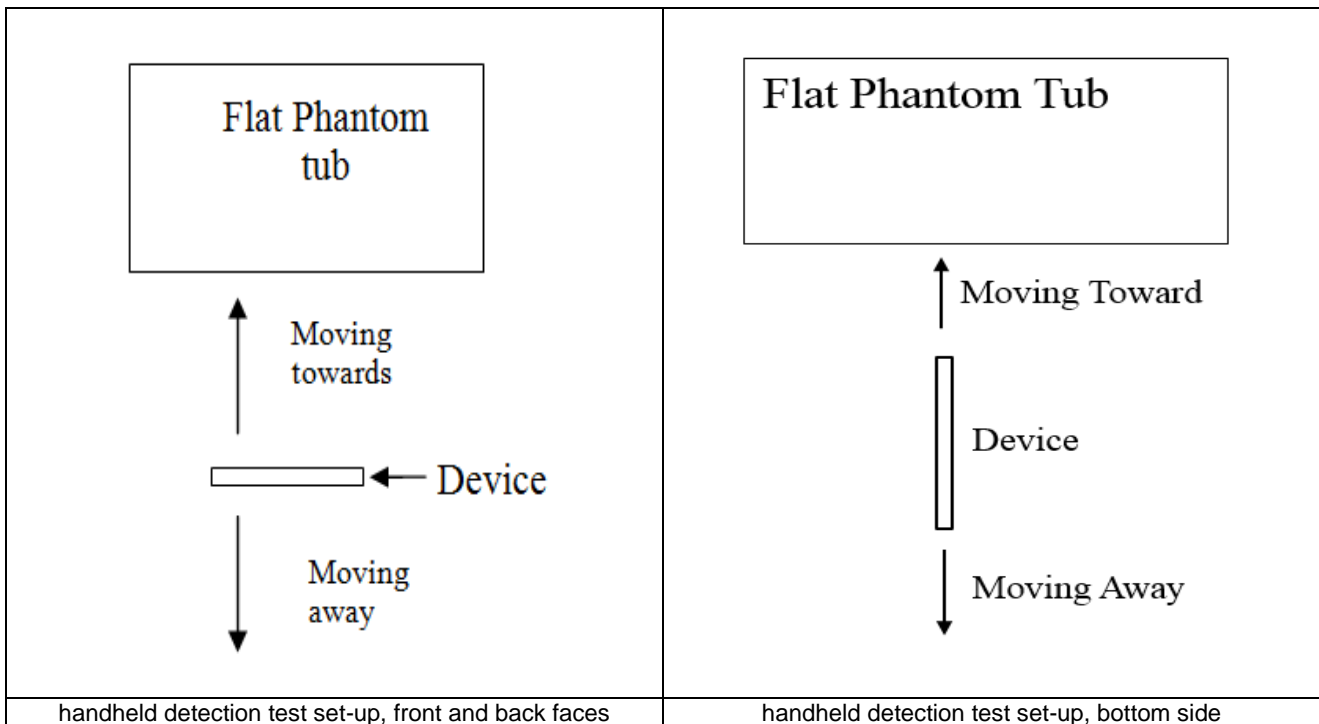 Flat Phantom
tub
Moving
towards
Device
Moving
away
handheld detection test set-up, front and back faces
Flat Phantom Tub
Moving Toward
Device
Moving Away
handheld detection test set-up, bottom side